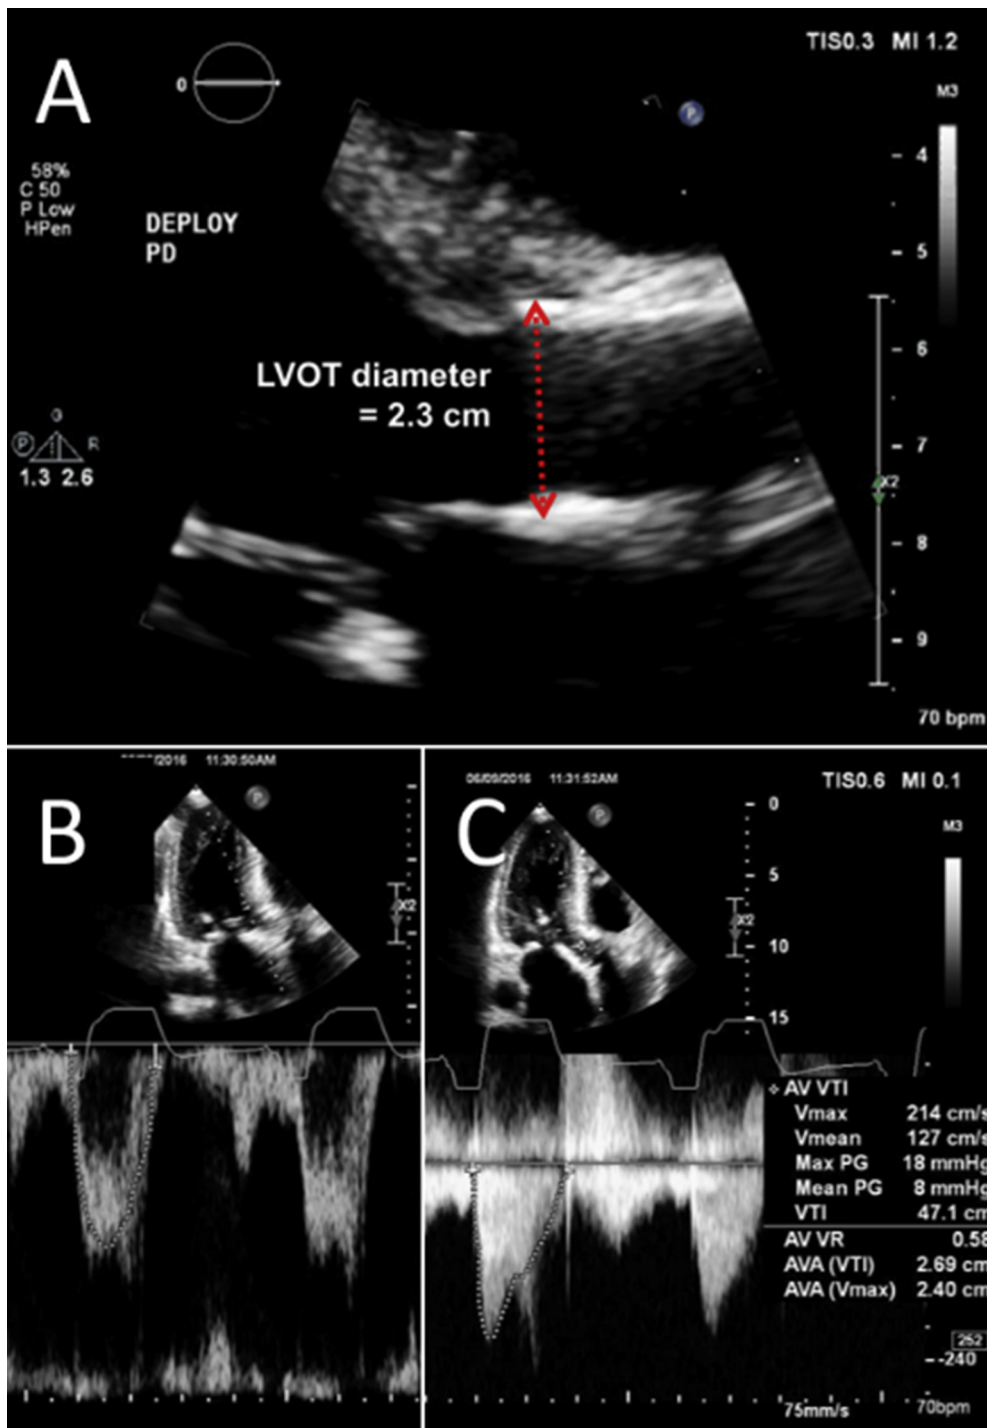 TIS0.3 MI 1.2
A
0
P
M3
58%
C 50
P Low
HPen
DEPLOY
PD
4
5
6
LVOT diameter
= 2.3 cm
G
P R
1.3 2.6
7
X2
8
9
70 bpm
/2016 11:30:50AM
B
P
X2
06/09/2016 11:31:52AM
TIS0.6 MI 0.1
C
P
M3
0
5
X2
10
15
AV VTI
Vmax 214 cm/s
Vmean 127 cm/s
Max PG 18 mmHg
Mean PG 8 mmHg
VTI 47.1 cm
AV VR 0.58
AVA (VTI) 2.69 cm
AVA (Vmax) 2.40 cm
252
-240
75mm/s
70bpm